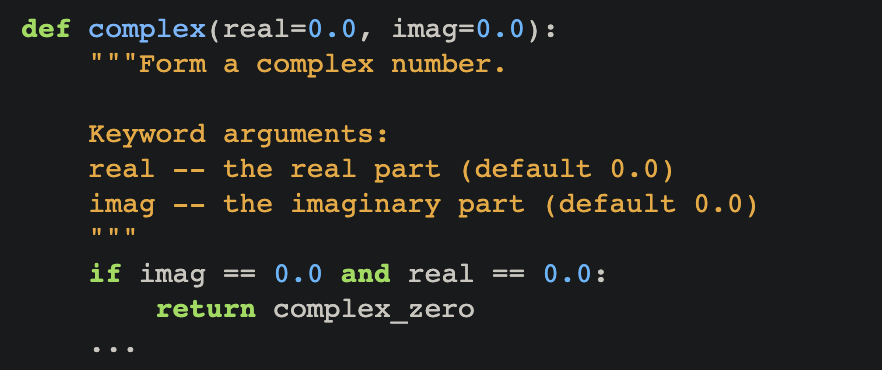 def complex(real=0.0, imag=0.0):
    """Form a complex number.

    Keyword arguments:
    real -- the real part (default 0.0)
    imag -- the imaginary part (default 0.0)
    """
    if imag == 0.0 and real == 0.0:
        return complex_zero
    ...